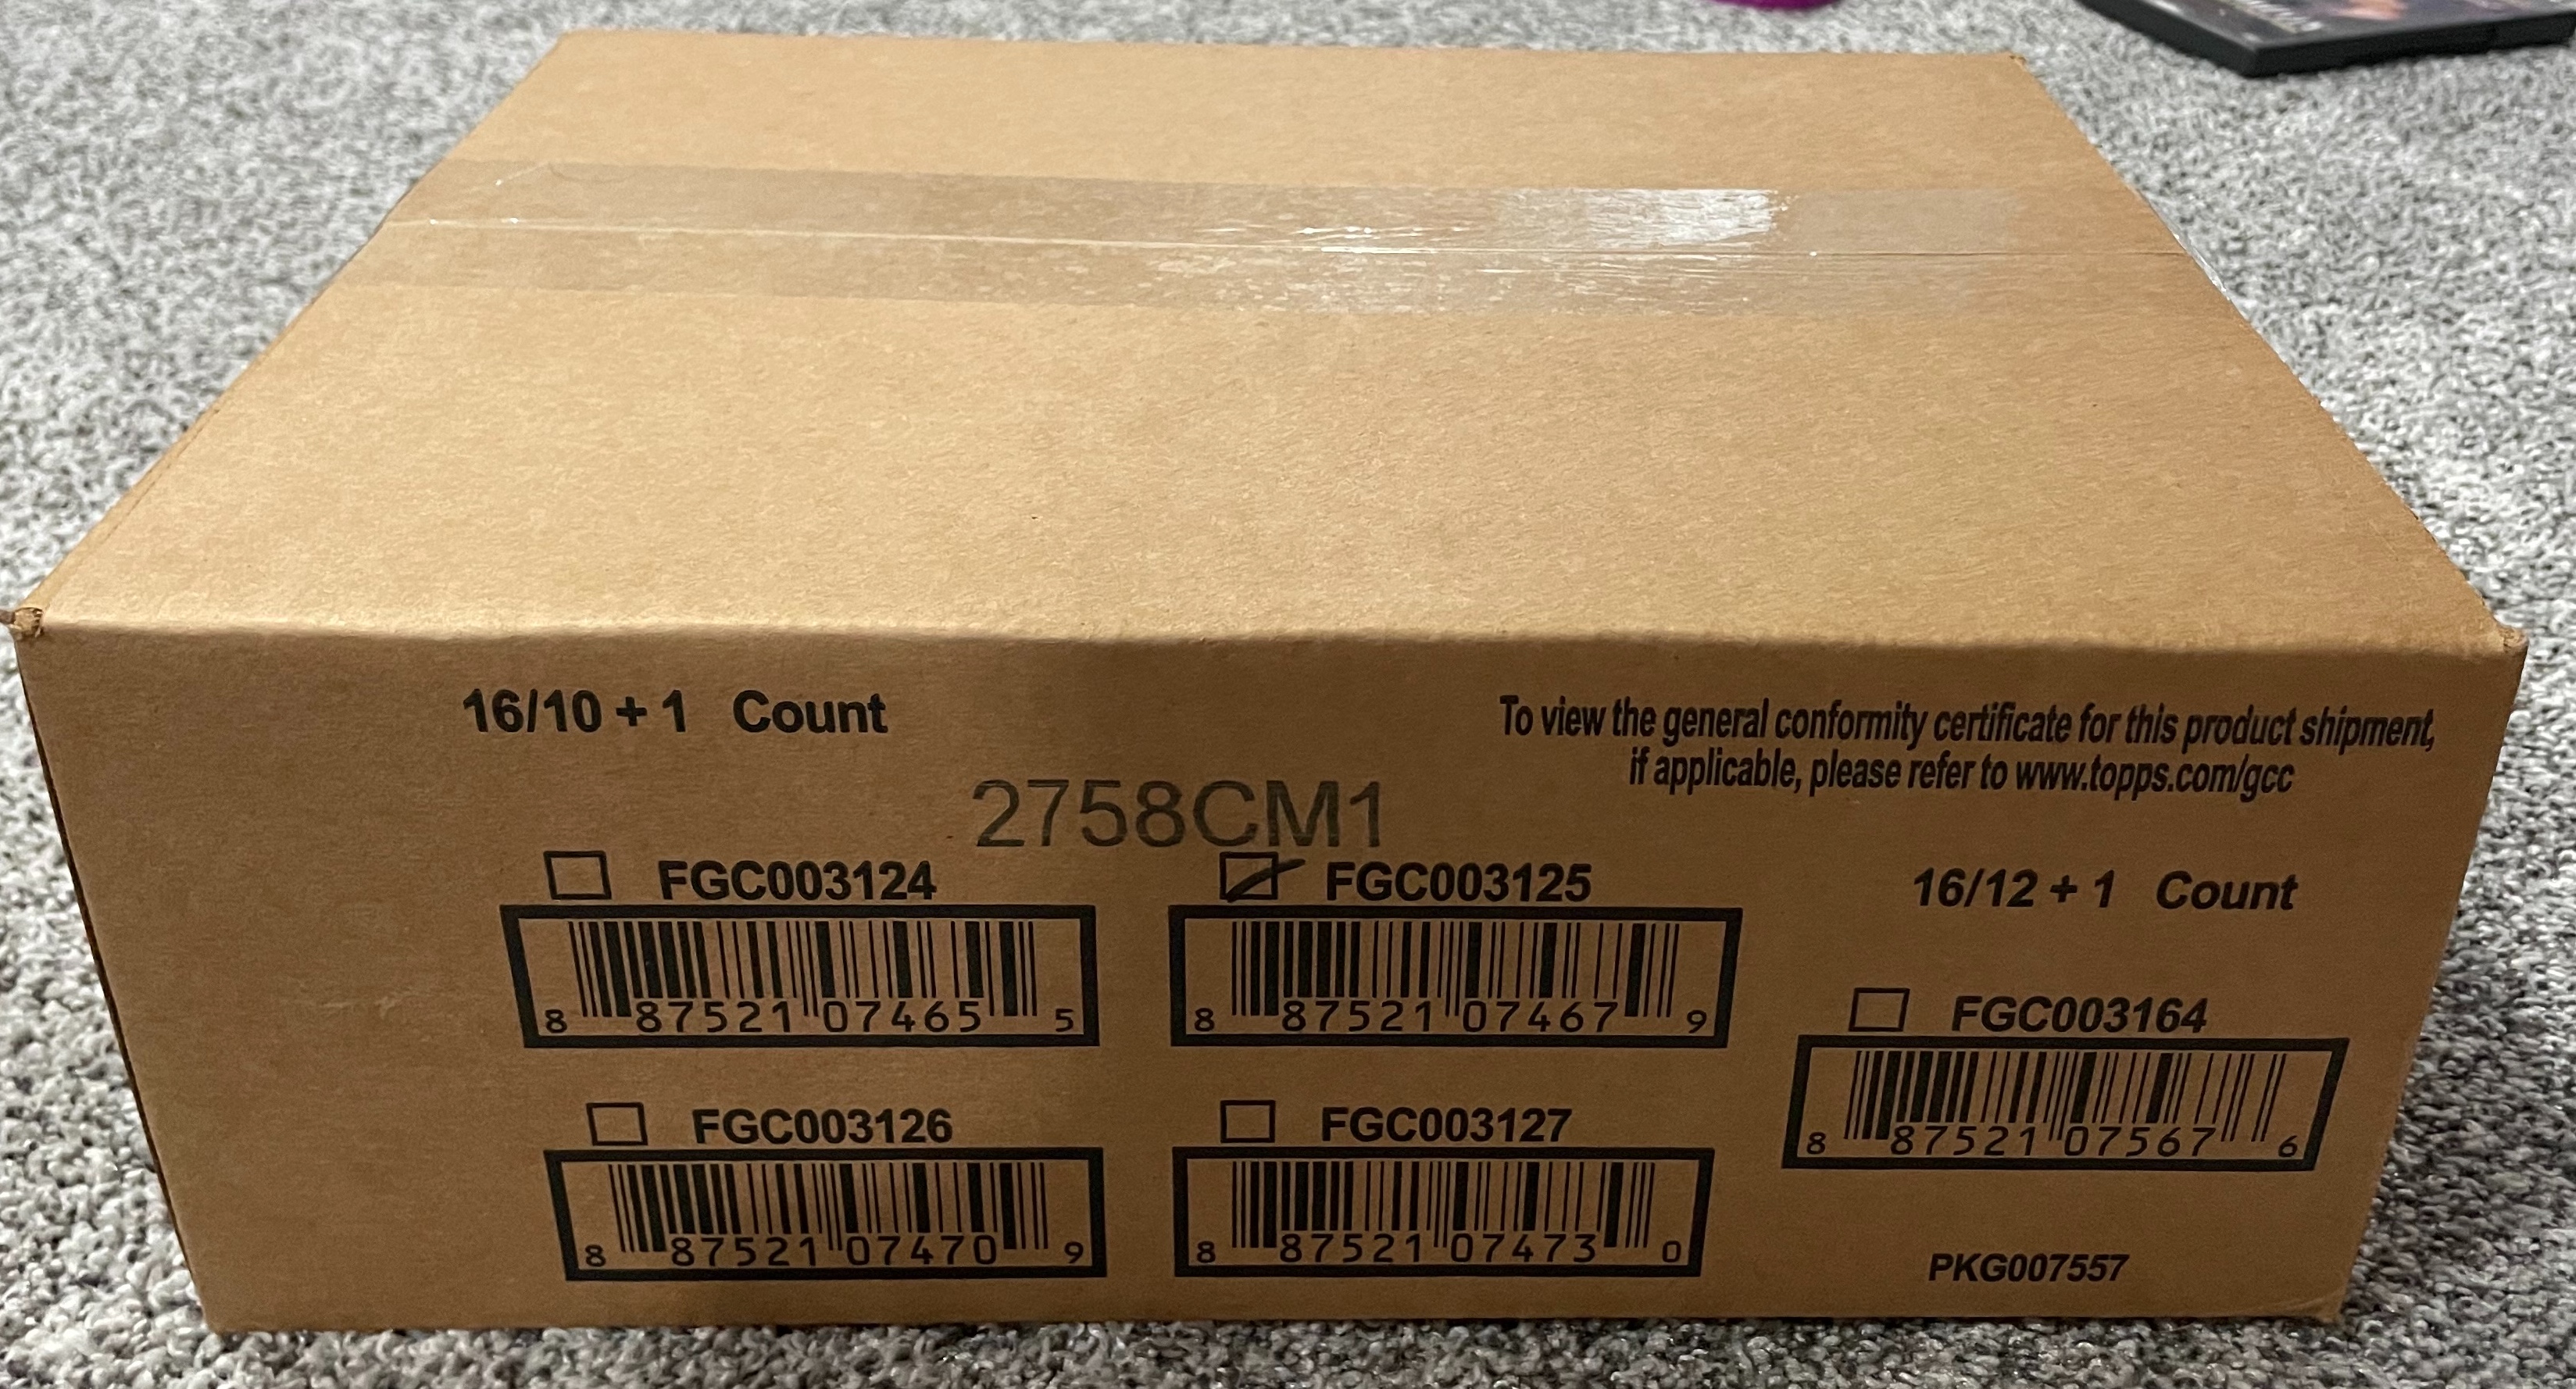 16/10 + 1 Count
To view the general conformity certificate for this product shipment,
if applicable, please refer to www.topps.com/gcc
2758CM1
FGC003124
8 87521 07465 5
FGC003125
8 87521 07467 9
16/12 + 1 Count
FGC003164
8 87521 07567 6
FGC003126
8 87521 07470 9
FGC003127
8 87521 07473 0
PKG007557